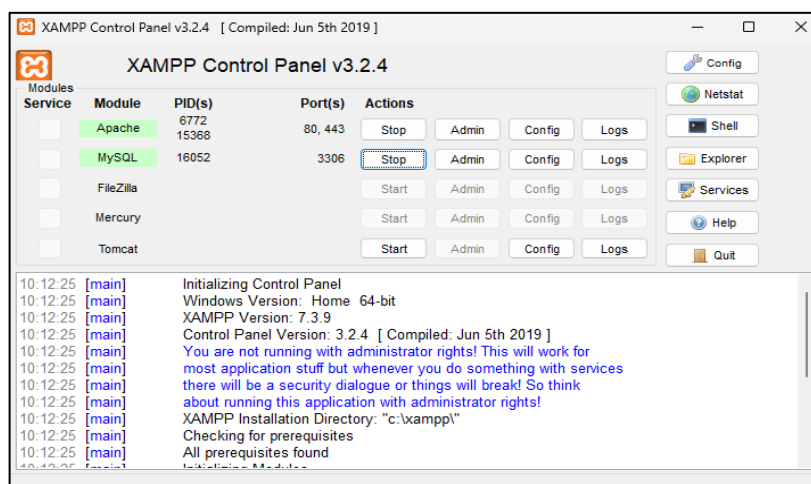 XAMPP Control Panel v3.2.4 [ Compiled: Jun 5th 2019 ]
XAMPP Control Panel v3.2.4
Config
Modules
Service Module PID(s) Port(s) Actions
Netstat
Apache 6772 15368 80, 443 Stop Admin Config Logs
Shell
MySQL 16052 3306 Stop Admin Config Logs
Explorer
FileZilla Start Admin Config Logs
Services
Mercury Start Admin Config Logs
Help
Tomcat Start Admin Config Logs
Quit
10:12:25 [main] Initializing Control Panel
10:12:25 [main] Windows Version: Home 64-bit
10:12:25 [main] XAMPP Version: 7.3.9
10:12:25 [main] Control Panel Version: 3.2.4 [ Compiled: Jun 5th 2019 ]
10:12:25 [main] You are not running with administrator rights! This will work for
10:12:25 [main] most application stuff but whenever you do something with services
10:12:25 [main] there will be a security dialogue or things will break! So think
10:12:25 [main] about running this application with administrator rights!
10:12:25 [main] XAMPP Installation Directory: "c:\xampp\"
10:12:25 [main] Checking for prerequisites
10:12:25 [main] All prerequisites found